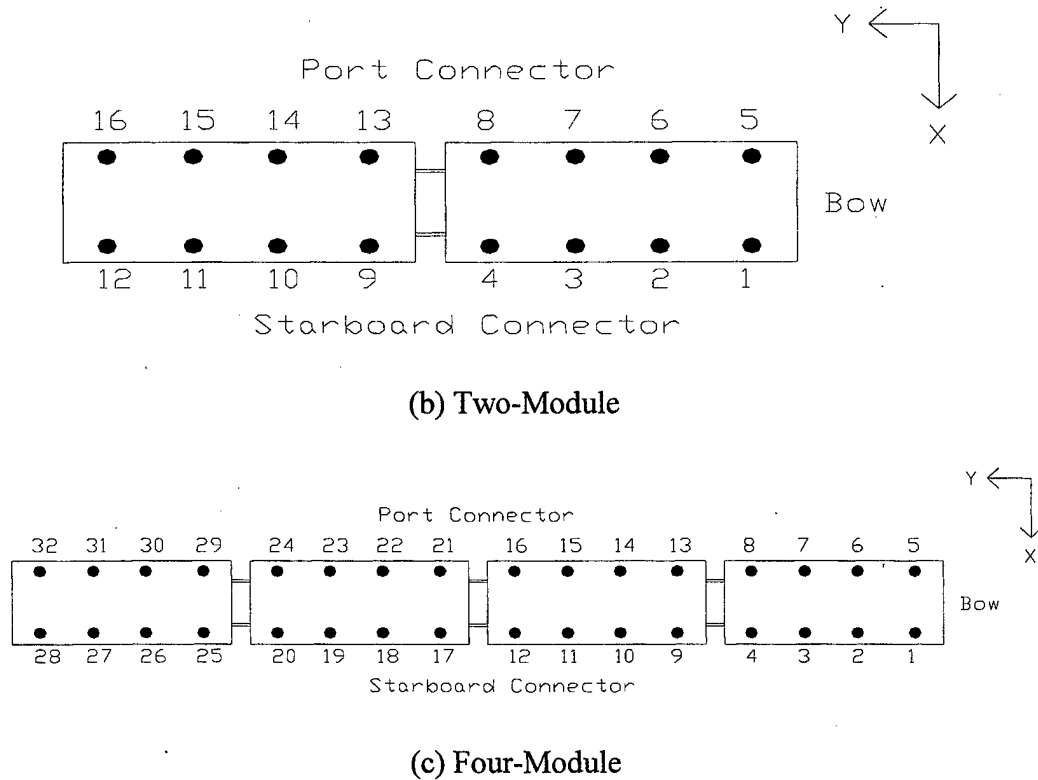 Y
X
Port Connector
16 15 14 13 8 7 6 5
Bow
12 11 10 9 4 3 2 1
Starboard Connector
(b) Two-Module
Y
X
Port Connector
32 31 30 29 24 23 22 21 16 15 14 13 8 7 6 5
Bow
28 27 26 25 20 19 18 17 12 11 10 9 4 3 2 1
Starboard Connector
(c) Four-Module